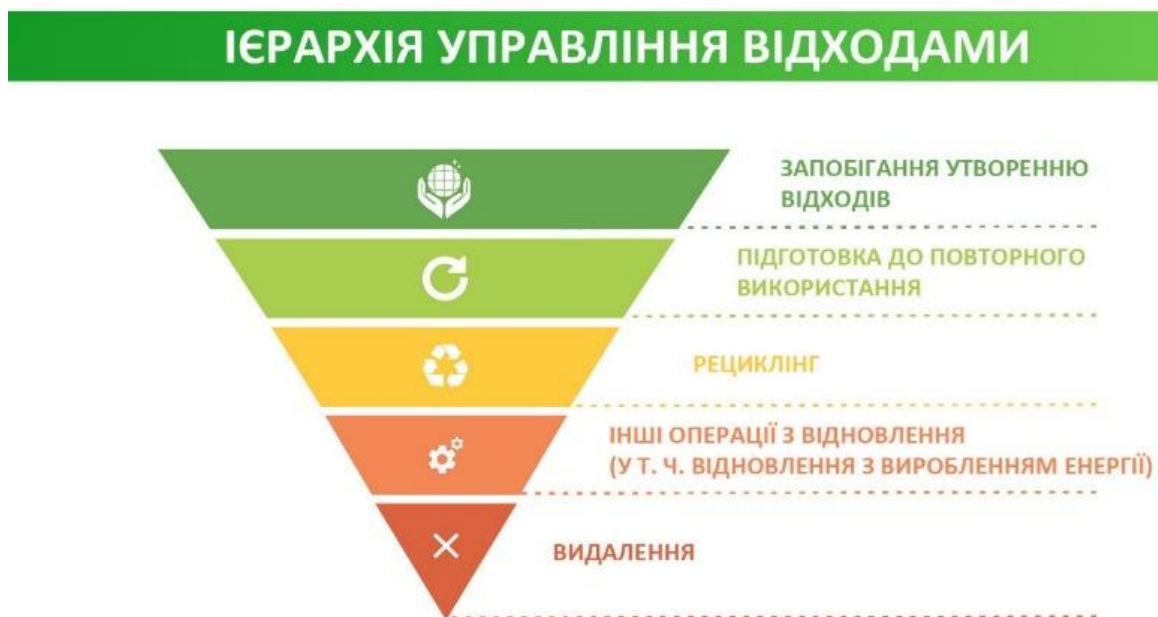 ІЄРАРХІЯ УПРАВЛІННЯ ВІДХОДАМИ
ЗАПОБІГАННЯ УТВОРЕННЮ
ВІДХОДІВ
ПІДГОТОВКА ДО ПОВТОРНОГО
ВИКОРИСТАННЯ
РЕЦИКЛІНГ
ІНШІ ОПЕРАЦІЇ З ВІДНОВЛЕННЯ
(У Т. Ч. ВІДНОВЛЕННЯ З ВИРОБЛЕННЯМ ЕНЕРГІЇ)
ВИДАЛЕННЯ